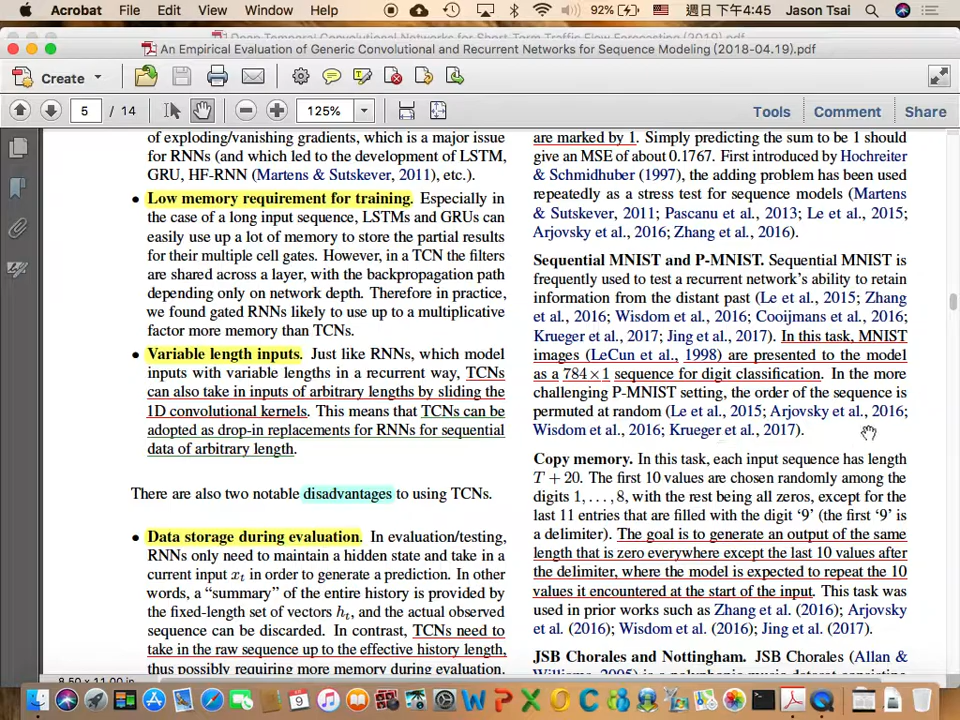 Acrobat File Edit View Window Help 92% 週日 下午4:45 Jason Tsai
Deep Temporal Convolutional Networks for Short-Term Traffic Flow Forecasting (2019).pdf
An Empirical Evaluation of Generic Convolutional and Recurrent Networks for Sequence Modeling (2018-04.19).pdf
Create
5 / 14 125% Tools Comment Share
of exploding/vanishing gradients, which is a major issue
for RNNs (and which led to the development of LSTM,
GRU, HF-RNN (Martens & Sutskever, 2011), etc.).
• Low memory requirement for training. Especially in
the case of a long input sequence, LSTMs and GRUs can
easily use up a lot of memory to store the partial results
for their multiple cell gates. However, in a TCN the filters
are shared across a layer, with the backpropagation path
depending only on network depth. Therefore in practice,
we found gated RNNs likely to use up to a multiplicative
factor more memory than TCNs.
• Variable length inputs. Just like RNNs, which model
inputs with variable lengths in a recurrent way, TCNs
can also take in inputs of arbitrary lengths by sliding the
1D convolutional kernels. This means that TCNs can be
adopted as drop-in replacements for RNNs for sequential
data of arbitrary length.
There are also two notable disadvantages to using TCNs.
• Data storage during evaluation. In evaluation/testing,
RNNs only need to maintain a hidden state and take in a
current input xt in order to generate a prediction. In other
words, a “summary” of the entire history is provided by
the fixed-length set of vectors ht, and the actual observed
sequence can be discarded. In contrast, TCNs need to
take in the raw sequence up to the effective history length,
thus possibly requiring more memory during evaluation.
8.50 x 11.00 in
are marked by 1. Simply predicting the sum to be 1 should
give an MSE of about 0.1767. First introduced by Hochreiter
& Schmidhuber (1997), the adding problem has been used
repeatedly as a stress test for sequence models (Martens
& Sutskever, 2011; Pascanu et al., 2013; Le et al., 2015;
Arjovsky et al., 2016; Zhang et al., 2016).
Sequential MNIST and P-MNIST. Sequential MNIST is
frequently used to test a recurrent network’s ability to retain
information from the distant past (Le et al., 2015; Zhang
et al., 2016; Wisdom et al., 2016; Cooijmans et al., 2016;
Krueger et al., 2017; Jing et al., 2017). In this task, MNIST
images (LeCun et al., 1998) are presented to the model
as a 784×1 sequence for digit classification. In the more
challenging P-MNIST setting, the order of the sequence is
permuted at random (Le et al., 2015; Arjovsky et al., 2016;
Wisdom et al., 2016; Krueger et al., 2017).
Copy memory. In this task, each input sequence has length
T + 20. The first 10 values are chosen randomly among the
digits 1, . . . , 8, with the rest being all zeros, except for the
last 11 entries that are filled with the digit ‘9’ (the first ‘9’ is
a delimiter). The goal is to generate an output of the same
length that is zero everywhere except the last 10 values after
the delimiter, where the model is expected to repeat the 10
values it encountered at the start of the input. This task was
used in prior works such as Zhang et al. (2016); Arjovsky
et al. (2016); Wisdom et al. (2016); Jing et al. (2017).
JSB Chorales and Nottingham. JSB Chorales (Allan &